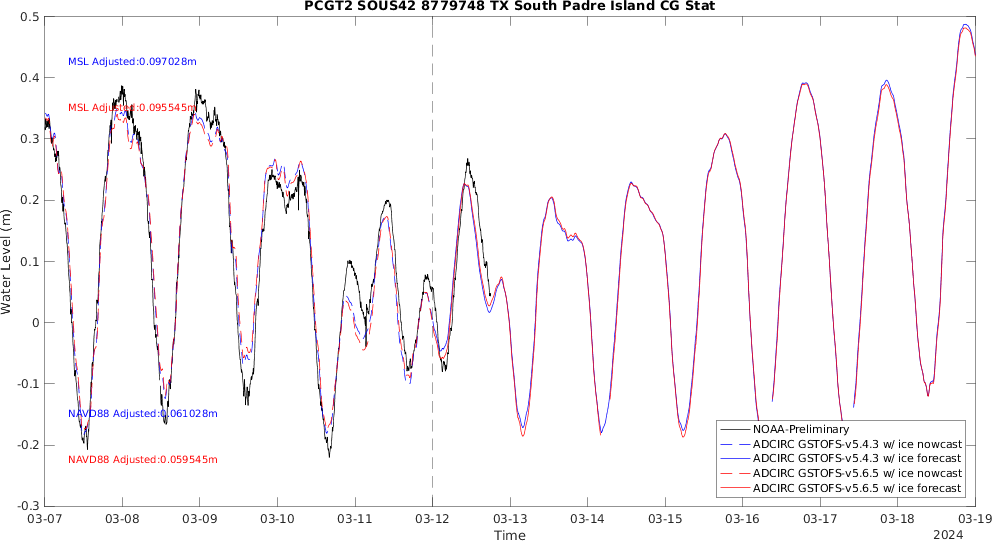 PCGT2 SOUS42 8779748 TX South Padre Island CG Stat
0.5
0.4
0.3
0.2
0.1
0
-0.1
-0.2
-0.3
Water Level (m)
MSL Adjusted:0.097028m
MSL Adjusted:0.095545m
NAVD88 Adjusted:0.061028m
NAVD88 Adjusted:0.059545m
NOAA-Preliminary
ADCIRC GSTOFS-v5.4.3 w/ ice nowcast
ADCIRC GSTOFS-v5.4.3 w/ ice forecast
ADCIRC GSTOFS-v5.6.5 w/ ice nowcast
ADCIRC GSTOFS-v5.6.5 w/ ice forecast
03-07 03-08 03-09 03-10 03-11 03-12 03-13 03-14 03-15 03-16 03-17 03-18 03-19
Time
2024